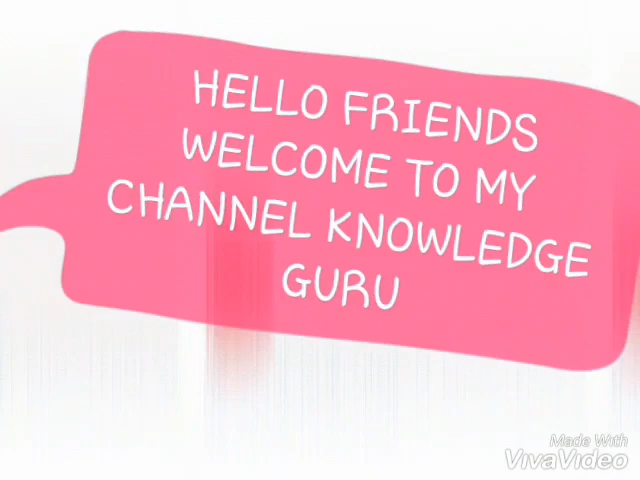 HELLO FRIENDS
WELCOME TO MY
CHANNEL KNOWLEDGE
GURU
Made With
VivaVideo